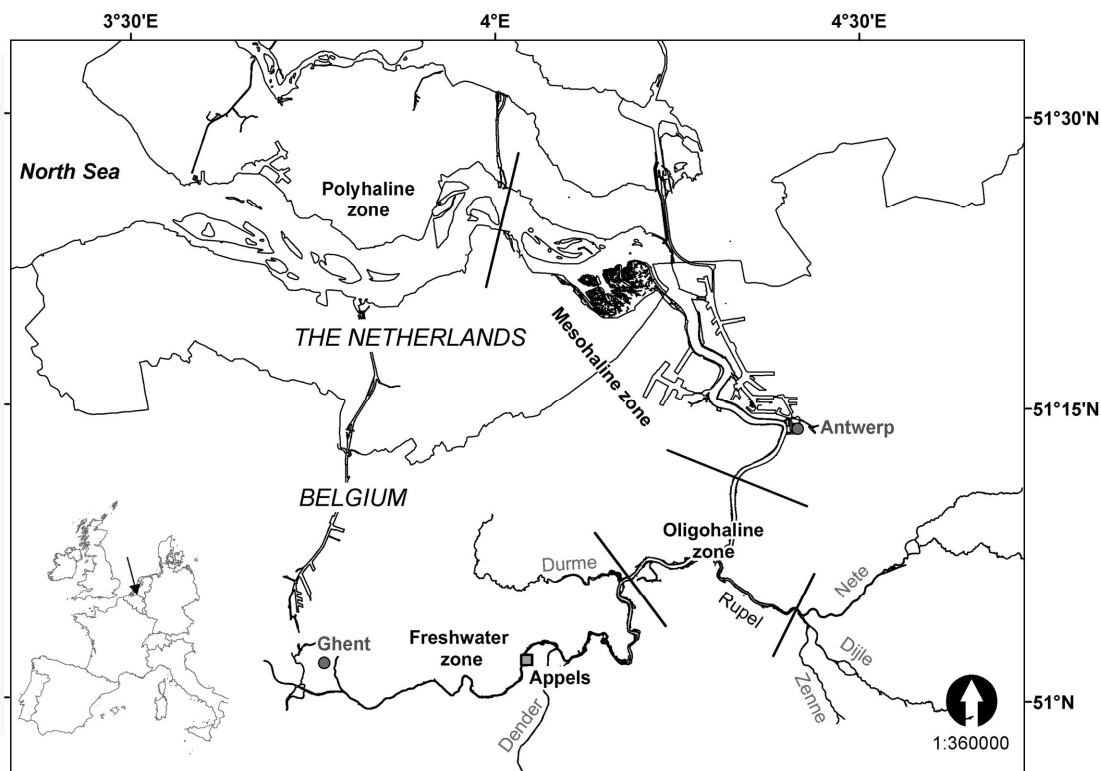 3°30'E
4°E
4°30'E
51°30'N
North Sea
Polyhaline
zone
THE NETHERLANDS
Mesohaline zone
51°15'N
Antwerp
BELGIUM
Oligohaline
zone
Durme
Nete
Rupel
Ghent
Freshwater
zone
Appels
Dijle
Zenne
Dender
51°N
1:360000